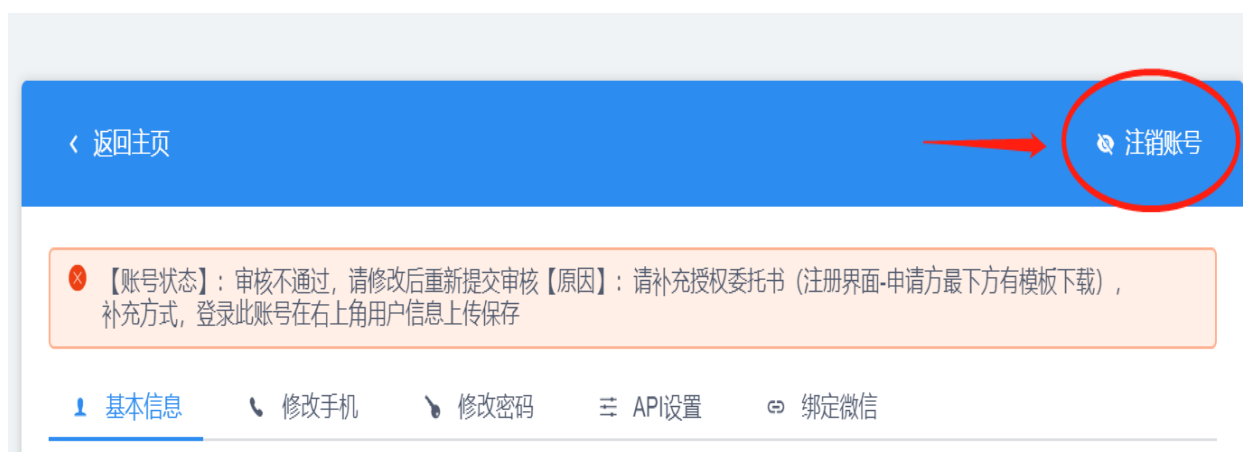 返回主页
注销账号
【账号状态】：审核不通过，请修改后重新提交审核【原因】：请补充授权委托书（注册界面-申请方最下方有模板下载），
补充方式，登录此账号在右上角用户信息上传保存
基本信息 修改手机 修改密码 API设置 绑定微信